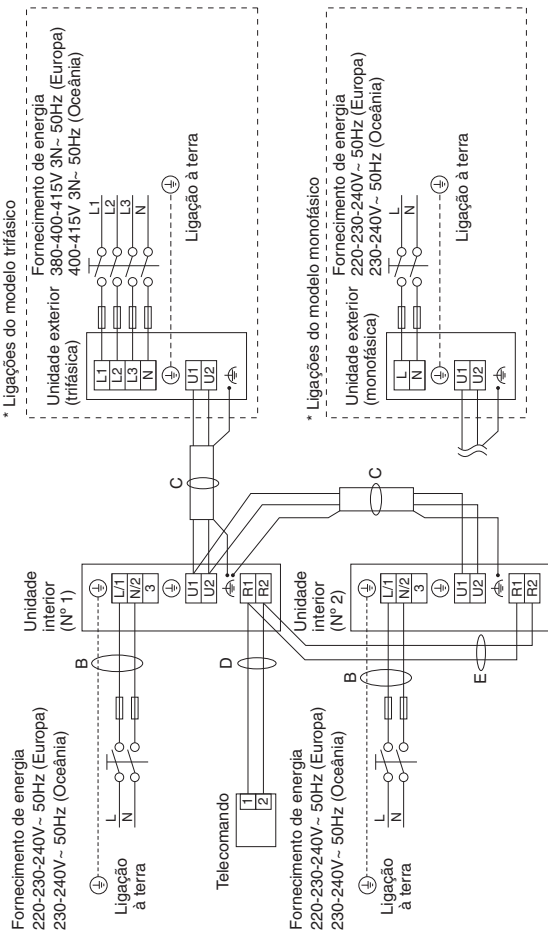 * Ligações do modelo trifásico
Unidade exterior
(trifásica)
Fornecimento de energia
380-400-415V 3N~ 50Hz (Europa)
400-415V 3N~ 50Hz (Oceânia)
L1
L2
L3
N
L1
L2
L3
N
U1
U2
Ligação à terra
* Ligações do modelo monofásico
Unidade exterior
(monofásica)
Fornecimento de energia
220-230-240V~ 50Hz (Europa)
230-240V~ 50Hz (Oceânia)
L
N
L
N
U1
U2
Ligação à terra
C
C
Unidade
interior
(Nº 1)
L/1
N/2
3
U1
U2
R1
R2
Unidade
interior
(Nº 2)
L/1
N/2
3
U1
U2
R1
R2
B
D
B
E
Fornecimento de energia
220-230-240V~ 50Hz (Europa)
230-240V~ 50Hz (Oceânia)
L
N
Ligação
à terra
Telecomando
1
2
Fornecimento de energia
220-230-240V~ 50Hz (Europa)
230-240V~ 50Hz (Oceânia)
L
N
Ligação
à terra